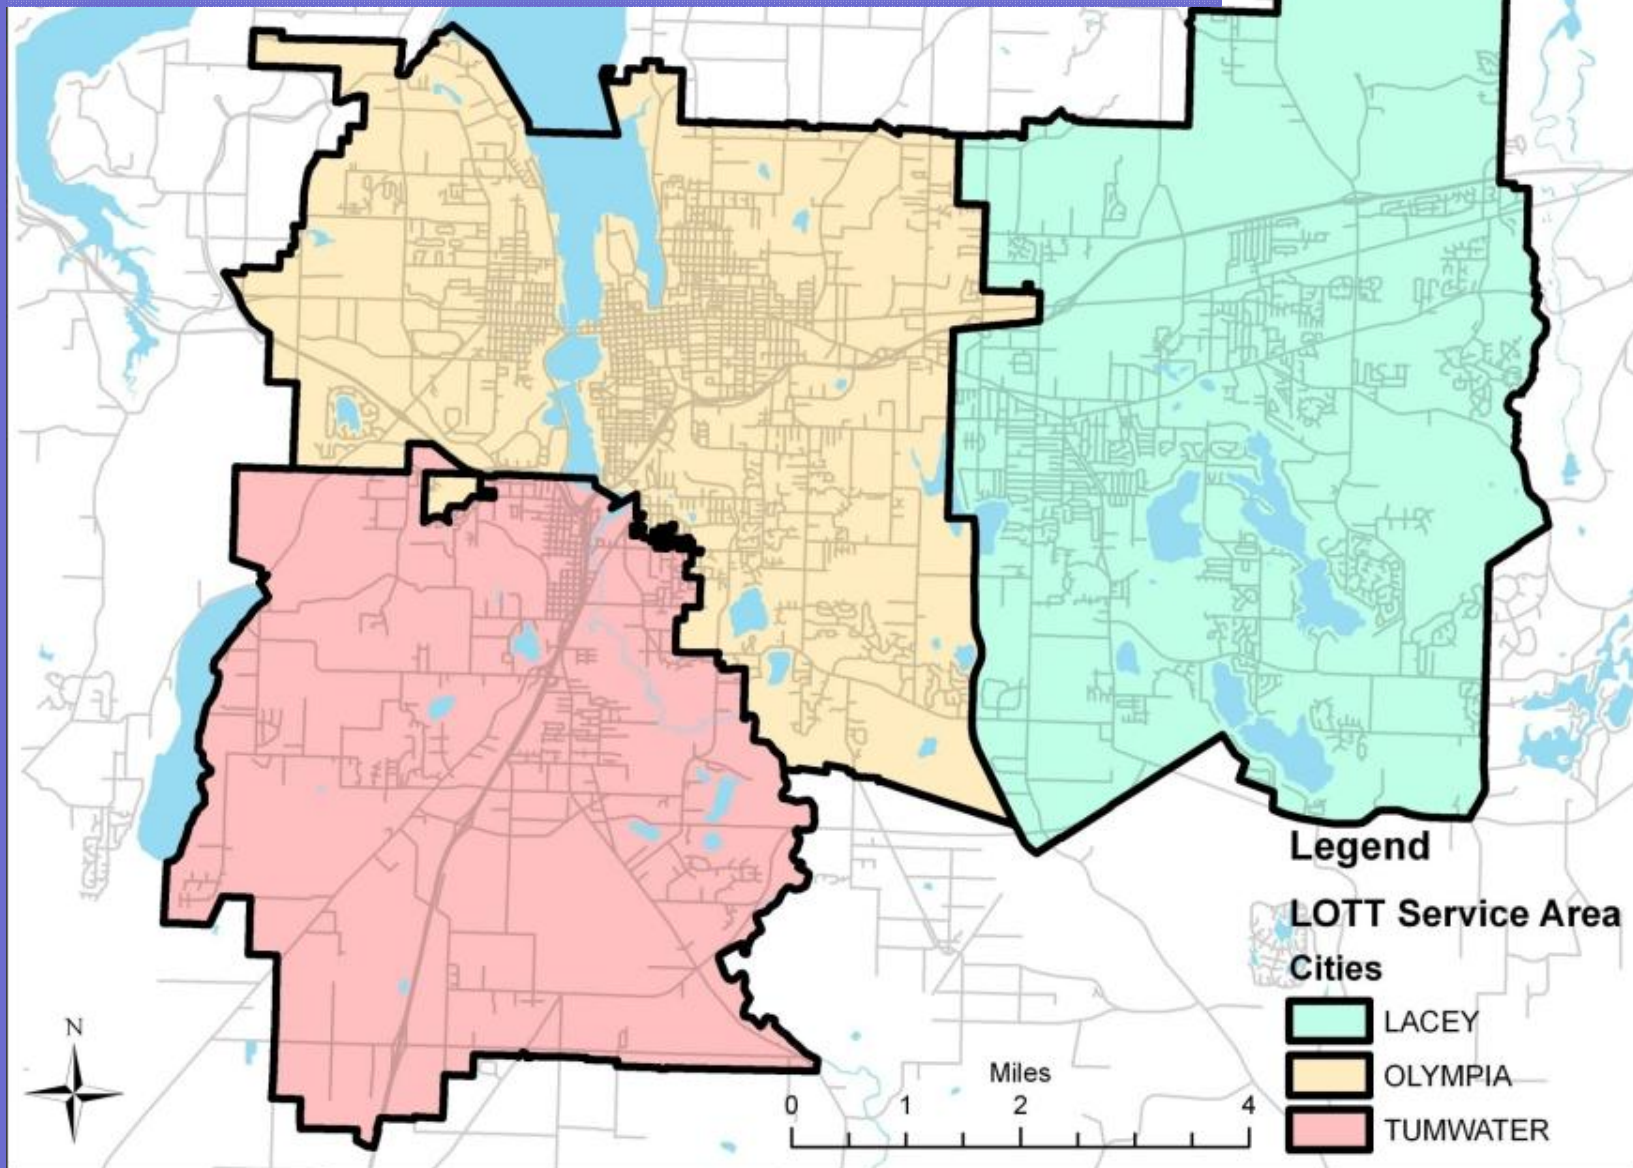 Legend
LOTT Service Area
Cities
LACEY
OLYMPIA
TUMWATER
N
Miles
0 1 2 4